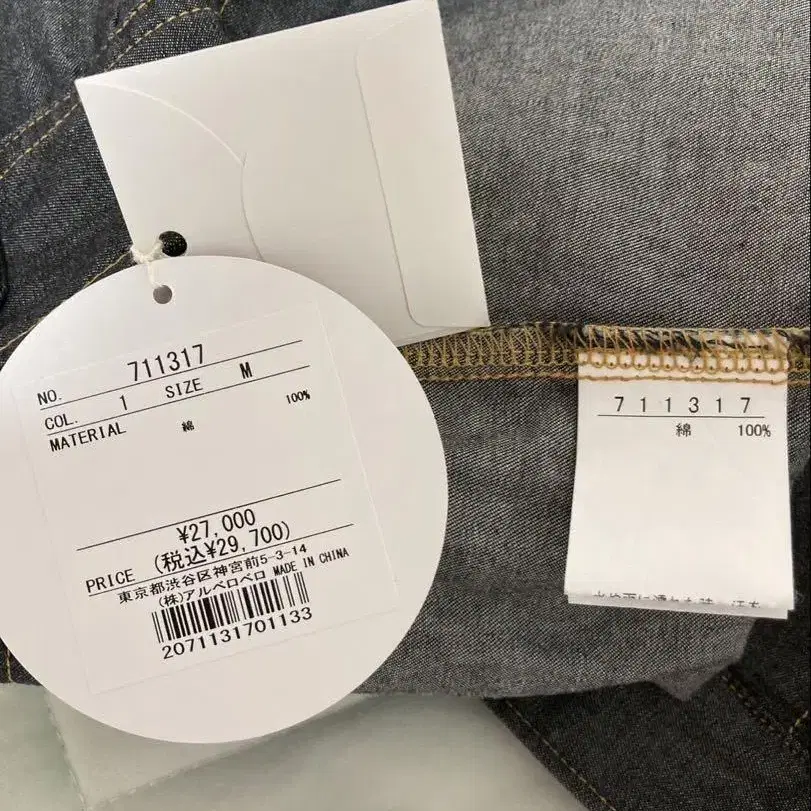 NO. 711317
COL. 1 SIZE M
MATERIAL 綿 100%
¥27,000
PRICE (税込¥29,700)
東京都渋谷区神宮前5-3-14
(株)アルベロベロ MADE IN CHINA
2071131701133
711317
綿 100%